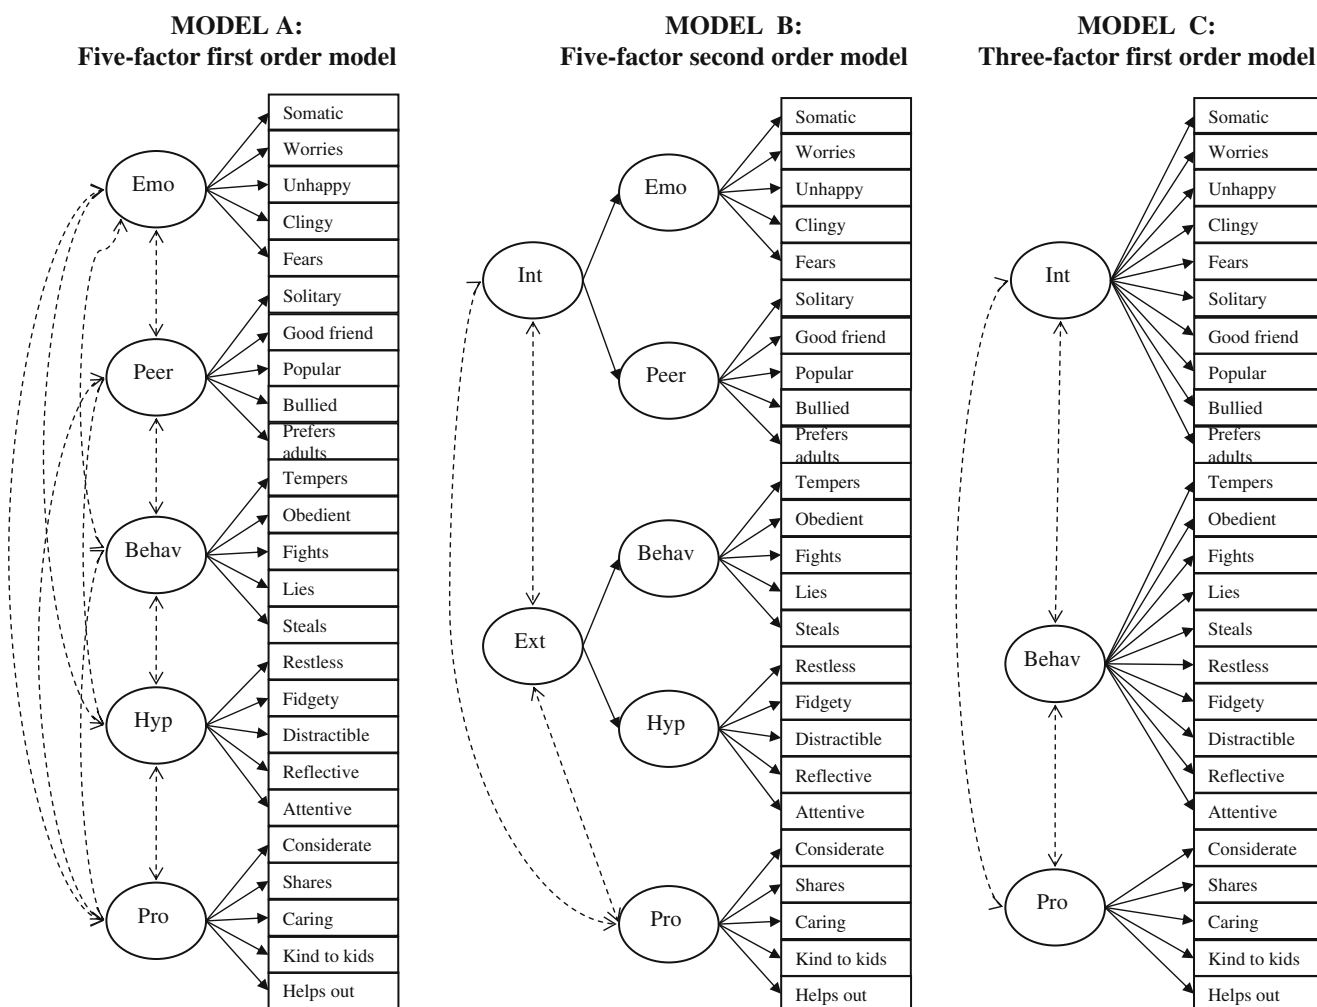 MODEL A:
Five-factor first order model
Emo
Peer
Behav
Hyp
Pro
Somatic
Worries
Unhappy
Clingy
Fears
Solitary
Good friend
Popular
Bullied
Prefers
adults
Tempers
Obedient
Fights
Lies
Steals
Restless
Fidgety
Distractible
Reflective
Attentive
Considerate
Shares
Caring
Kind to kids
Helps out
MODEL B:
Five-factor second order model
Int
Ext
Emo
Peer
Behav
Hyp
Pro
Somatic
Worries
Unhappy
Clingy
Fears
Solitary
Good friend
Popular
Bullied
Prefers
adults
Tempers
Obedient
Fights
Lies
Steals
Restless
Fidgety
Distractible
Reflective
Attentive
Considerate
Shares
Caring
Kind to kids
Helps out
MODEL C:
Three-factor first order model
Int
Behav
Pro
Somatic
Worries
Unhappy
Clingy
Fears
Solitary
Good friend
Popular
Bullied
Prefers
adults
Tempers
Obedient
Fights
Lies
Steals
Restless
Fidgety
Distractible
Reflective
Attentive
Considerate
Shares
Caring
Kind to kids
Helps out